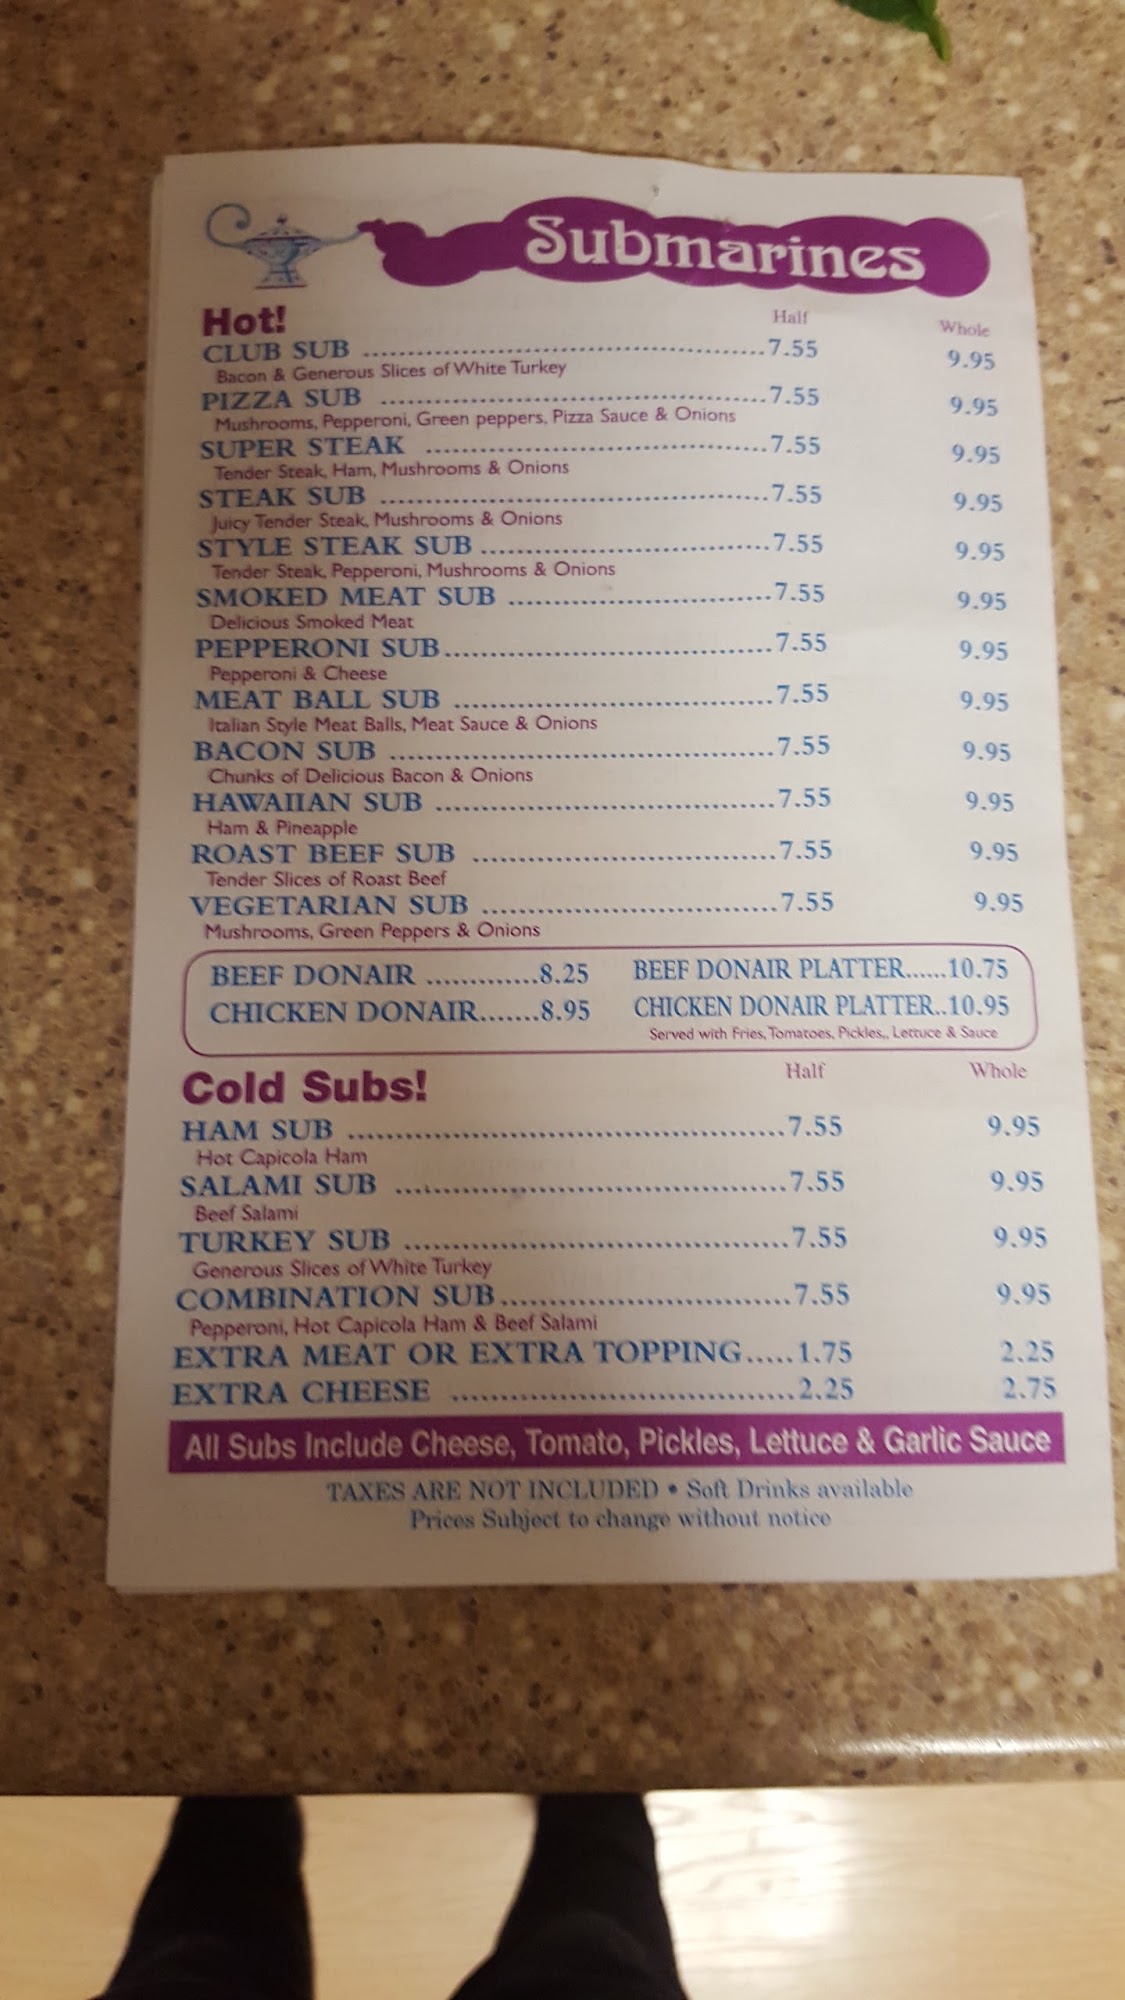 Submarines
Hot! Half Whole
CLUB SUB ....................7.55 9.95
Bacon & Generous Slices of White Turkey
PIZZA SUB ....................7.55 9.95
Mushrooms, Pepperoni, Green peppers, Pizza Sauce & Onions
SUPER STEAK ....................7.55 9.95
Tender Steak, Ham, Mushrooms & Onions
STEAK SUB ....................7.55 9.95
Juicy Tender Steak, Mushrooms & Onions
STYLE STEAK SUB ....................7.55 9.95
Tender Steak, Pepperoni, Mushrooms & Onions
SMOKED MEAT SUB ....................7.55 9.95
Delicious Smoked Meat
PEPPERONI SUB....................7.55 9.95
Pepperoni & Cheese
MEAT BALL SUB ....................7.55 9.95
Italian Style Meat Balls, Meat Sauce & Onions
BACON SUB ....................7.55 9.95
Chunks of Delicious Bacon & Onions
HAWAIIAN SUB ....................7.55 9.95
Ham & Pineapple
ROAST BEEF SUB ....................7.55 9.95
Tender Slices of Roast Beef
VEGETARIAN SUB ....................7.55 9.95
Mushrooms, Green Peppers & Onions
BEEF DONAIR ............8.25 BEEF DONAIR PLATTER......10.75
CHICKEN DONAIR.......8.95 CHICKEN DONAIR PLATTER..10.95
Served with Fries, Tomatoes, Pickles,, Lettuce & Sauce
Cold Subs! Half Whole
HAM SUB ....................7.55 9.95
Hot Capicola Ham
SALAMI SUB ....................7.55 9.95
Beef Salami
TURKEY SUB ....................7.55 9.95
Generous Slices of White Turkey
COMBINATION SUB....................7.55 9.95
Pepperoni, Hot Capicola Ham & Beef Salami
EXTRA MEAT OR EXTRA TOPPING.....1.75 2.25
EXTRA CHEESE ....................2.25 2.75
All Subs Include Cheese, Tomato, Pickles, Lettuce & Garlic Sauce
TAXES ARE NOT INCLUDED • Soft Drinks available
Prices Subject to change without notice